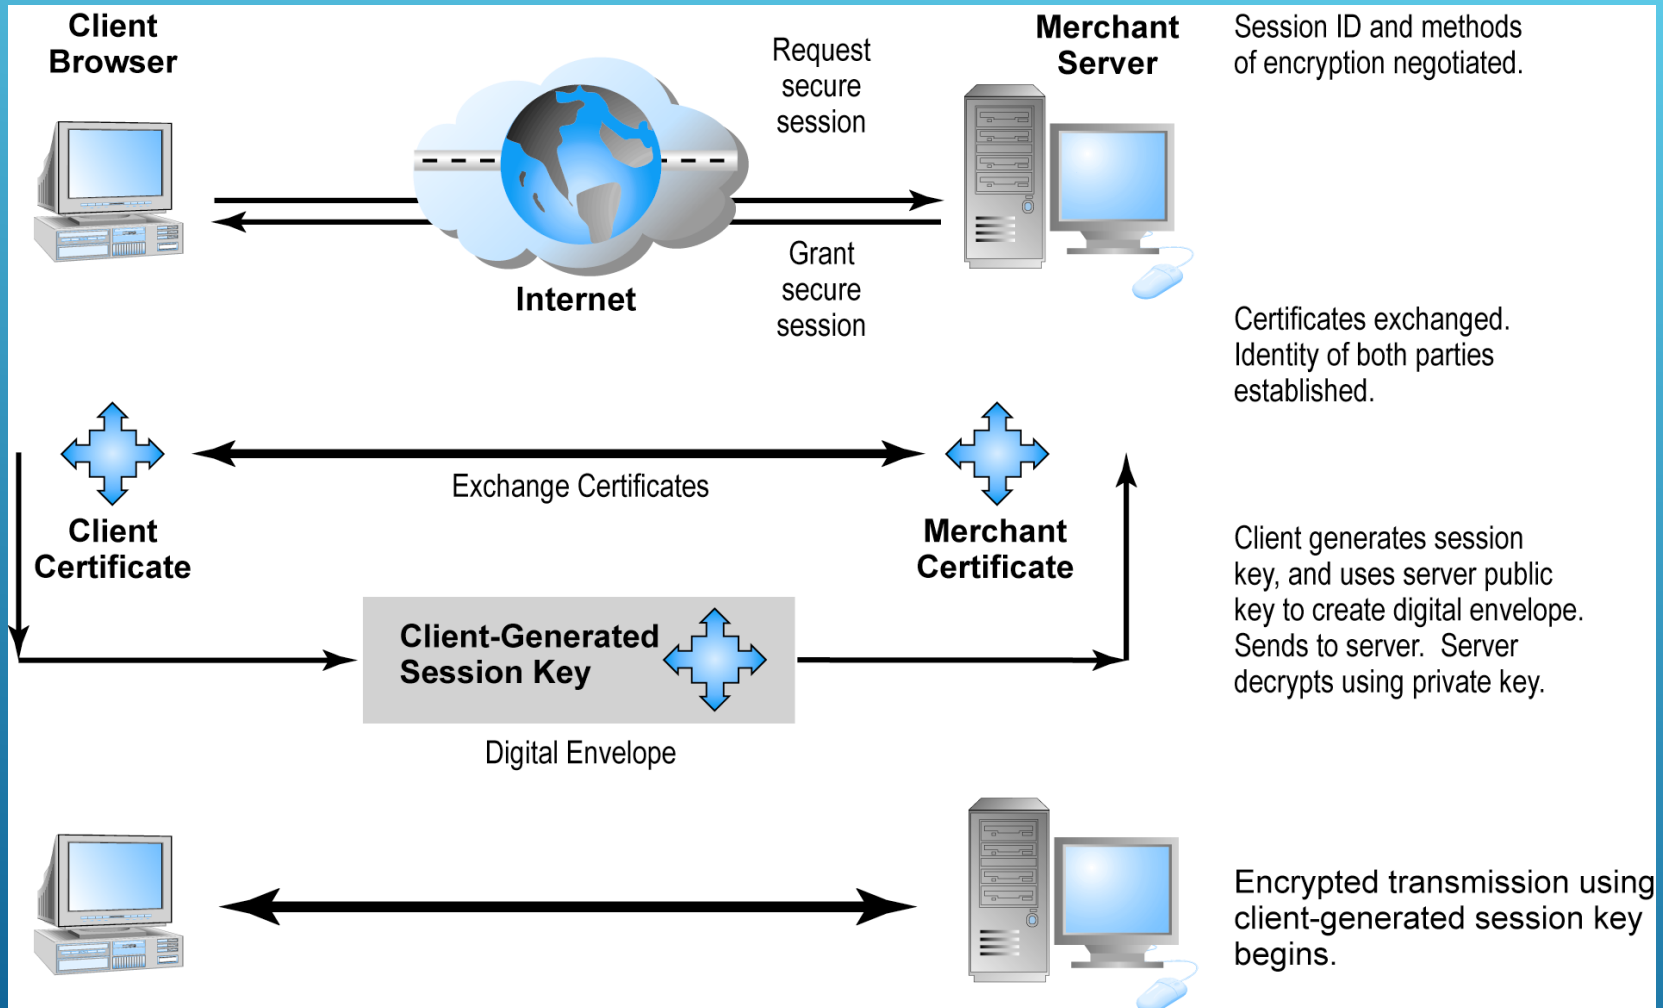 Client
Browser
Request
secure
session
Merchant
Server
Session ID and methods
of encryption negotiated.
Grant
secure
session
Internet
Certificates exchanged.
Identity of both parties
established.
Exchange Certificates
Client
Certificate
Merchant
Certificate
Client generates session
key, and uses server public
key to create digital envelope.
Sends to server.  Server
decrypts using private key.
Client-Generated
Session Key
Digital Envelope
Encrypted transmission using
client-generated session key
begins.